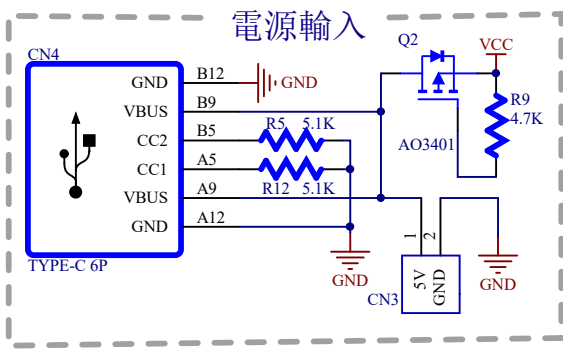 電源輸入
CN4
GND B12
GND
VBUS B9
CC2 B5
R5 5.1K
CC1 A5
R12 5.1K
VBUS A9
GND A12
TYPE-C 6P
GND
Q2
AO3401
VCC
R9
4.7K
1
2
5V
GND
CN3
GND